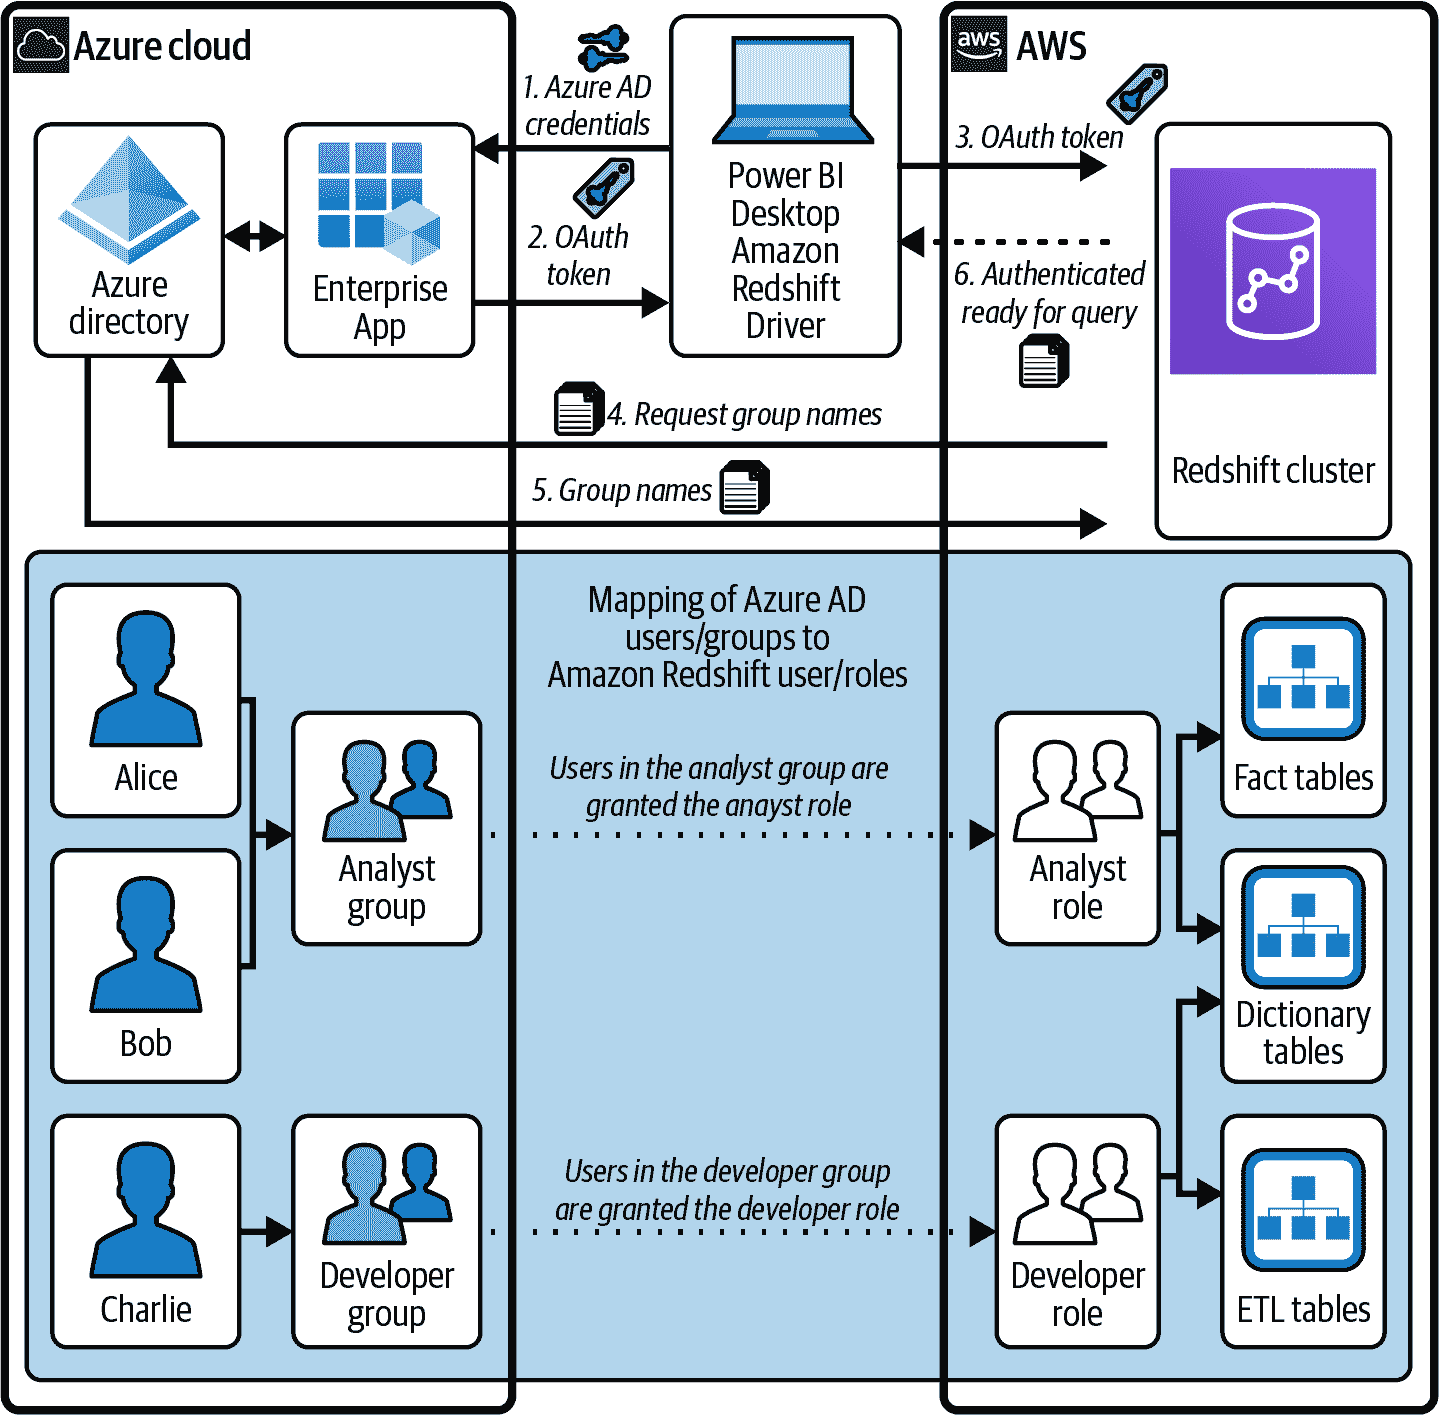 Azure cloud
aws
AWS
1. Azure AD
credentials
2. OAuth
token
Power BI
Desktop
Amazon
Redshift
Driver
3. OAuth token
6. Authenticated
ready for query
Azure
directory
Enterprise
App
4. Request group names
5. Group names
Redshift cluster
Mapping of Azure AD
users/groups to
Amazon Redshift user/roles
Alice
Bob
Analyst
group
Users in the analyst group are
granted the anayst role
Analyst
role
Fact tables
Dictionary
tables
Charlie
Developer
group
Users in the developer group
are granted the developer role
Developer
role
ETL tables